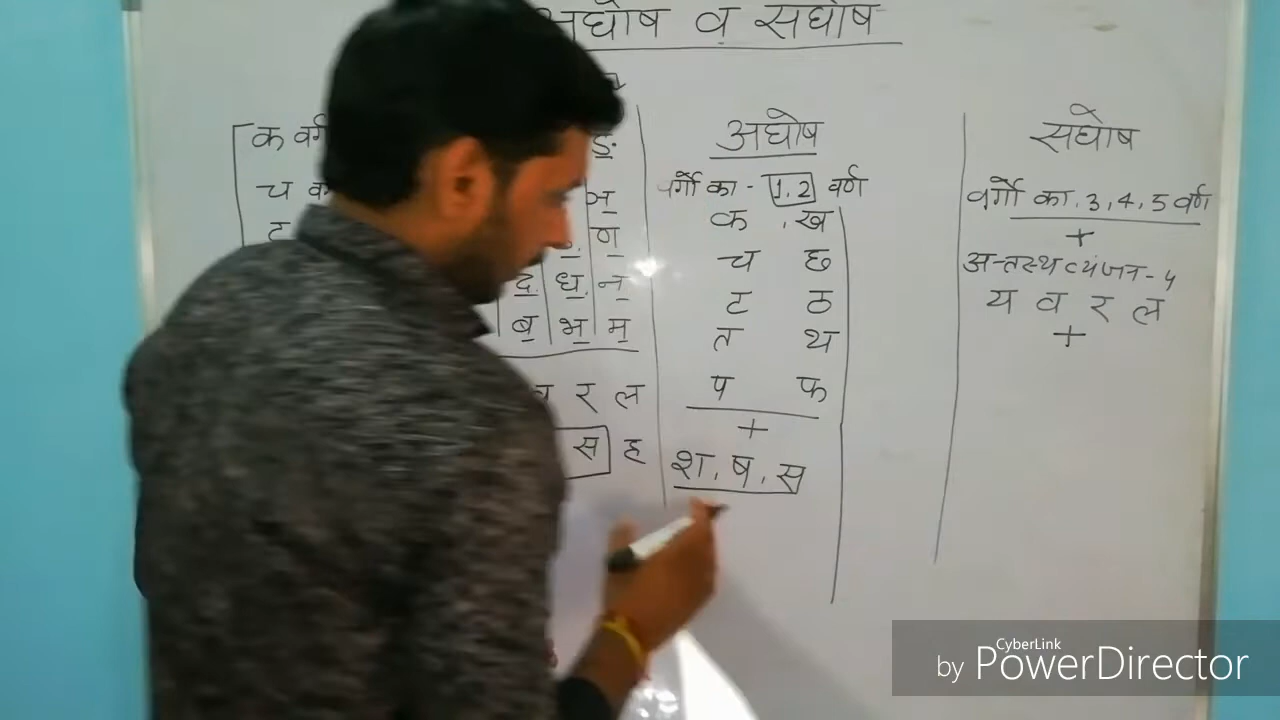 अघोष व सघोष
क वर्ग ङ
च ञ
ट ण
द ध न
ब भ म
र ल
स ह
अघोष
वर्गो का - 1,2 वर्ण
क , ख
च छ
ट ठ
त थ
प फ
+
श , ष , स
सघोष
वर्गो का 3,4,5 वर्ण
+
अन्तस्थ व्यंजन - 4
य व र ल
+
CyberLink
by PowerDirector